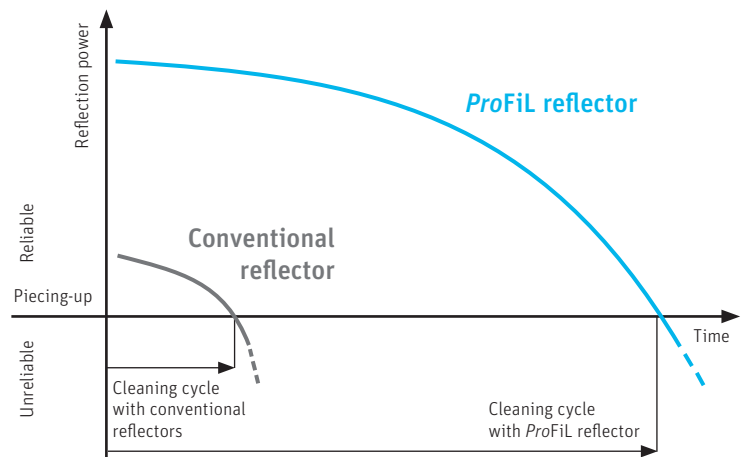 Reflection power
ProFiL reflector
Conventional
reflector
Reliable
Piecing-up
Time
Unreliable
Cleaning cycle
with conventional
reflectors
Cleaning cycle
with ProFiL reflector